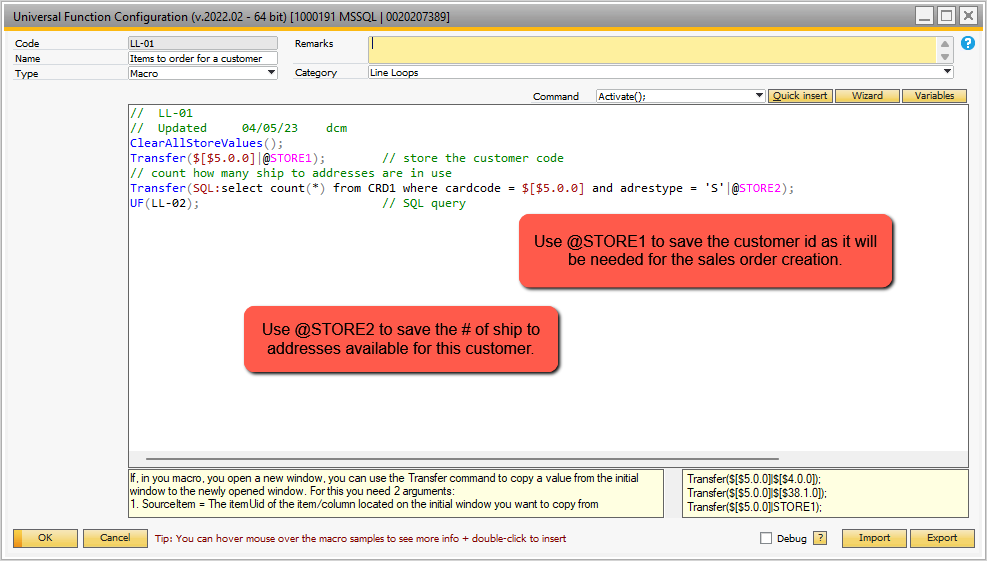 Universal Function Configuration (v.2022.02 - 64 bit) [1000191 MSSQL | 0020207389]
Code LL-01
Name Items to order for a customer
Type Macro
Remarks
Category Line Loops
Command Activate(); Quick insert Wizard Variables
// LL-01
// Updated 04/05/23 dcm
ClearAllStoreValues();
Transfer($[$5.0.0]|@STORE1); // store the customer code
// count how many ship to addresses are in use
Transfer(SQL:select count(*) from CRD1 where cardcode = $[$5.0.0] and adrestype = 'S'|@STORE2);
UF(LL-02); // SQL query
Use @STORE1 to save the customer id as it will
be needed for the sales order creation.
Use @STORE2 to save the # of ship to
addresses available for this customer.
If, in you macro, you open a new window, you can use the Transfer command to copy a value from the initial
window to the newly opened window. For this you need 2 arguments:
1. SourceItem = The itemUid of the item/column located on the initial window you want to copy from
Transfer($[$5.0.0]|$[$4.0.0]);
Transfer($[$5.0.0]|$[$38.1.0]);
Transfer($[$5.0.0]|STORE1);
OK Cancel Tip: You can hover mouse over the macro samples to see more info + double-click to insert Debug ? Import Export